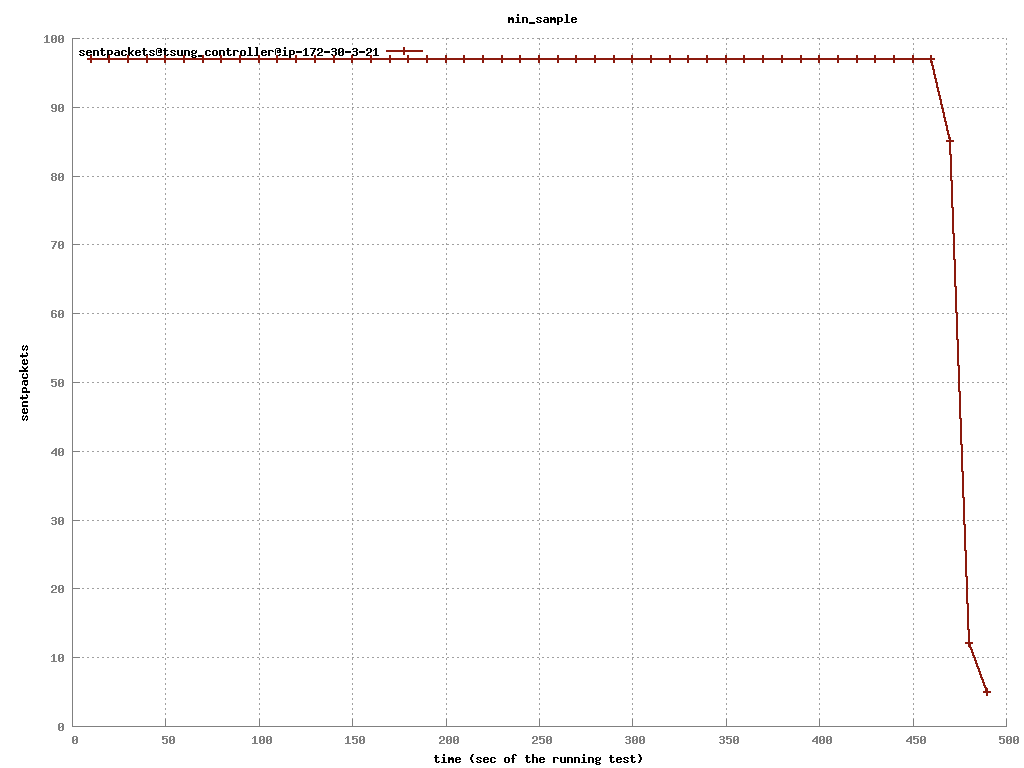 min_sample
sentpackets@tsung_controller@ip-172-30-3-21
100
90
80
70
60
50
40
30
20
10
0
sentpackets
0 50 100 150 200 250 300 350 400 450 500
time (sec of the running test)